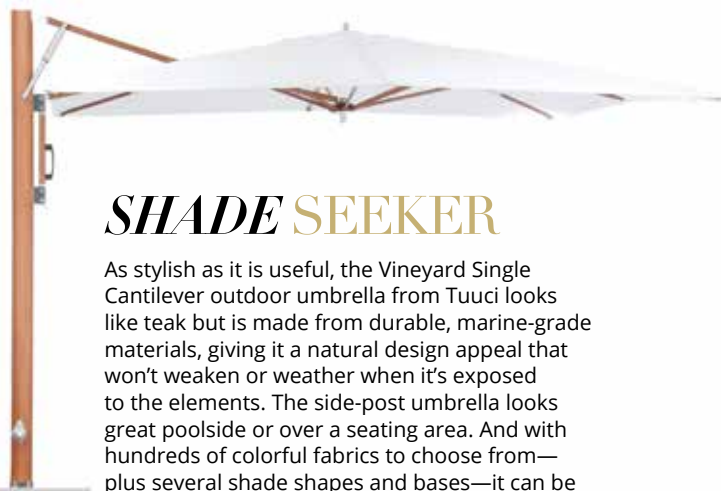 SHADE SEEKER
As stylish as it is useful, the Vineyard Single
Cantilever outdoor umbrella from Tuuci looks
like teak but is made from durable, marine-grade
materials, giving it a natural design appeal that
won’t weaken or weather when it’s exposed
to the elements. The side-post umbrella looks
great poolside or over a seating area. And with
hundreds of colorful fabrics to choose from—
plus several shade shapes and bases—it can be